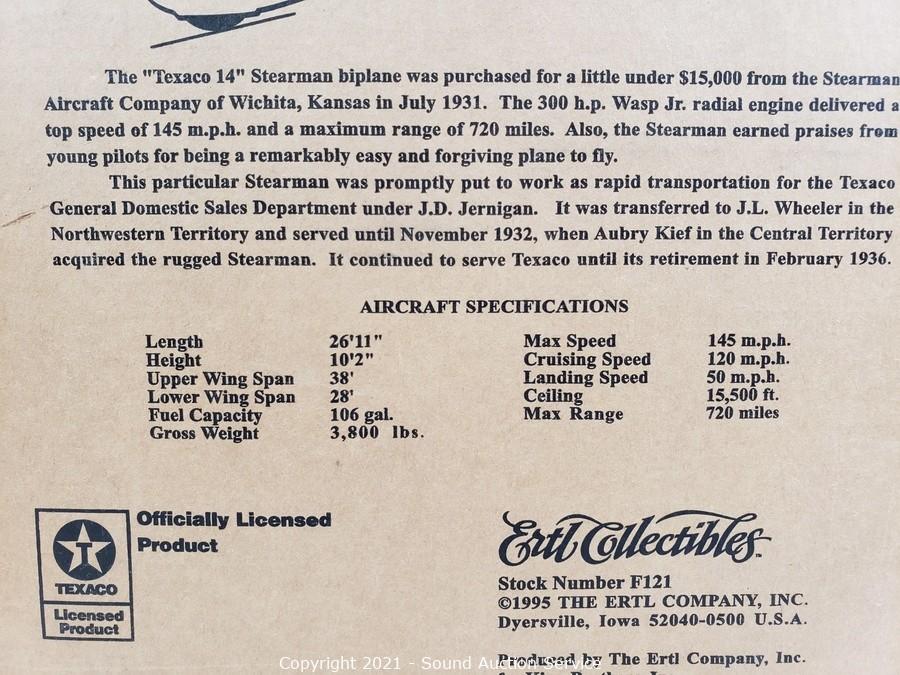 The "Texaco 14" Stearman biplane was purchased for a little under $15,000 from the Stearman
Aircraft Company of Wichita, Kansas in July 1931. The 300 h.p. Wasp Jr. radial engine delivered a
top speed of 145 m.p.h. and a maximum range of 720 miles. Also, the Stearman earned praises from
young pilots for being a remarkably easy and forgiving plane to fly.
This particular Stearman was promptly put to work as rapid transportation for the Texaco
General Domestic Sales Department under J.D. Jernigan. It was transferred to J.L. Wheeler in the
Northwestern Territory and served until November 1932, when Aubry Kief in the Central Territory
acquired the rugged Stearman. It continued to serve Texaco until its retirement in February 1936.
AIRCRAFT SPECIFICATIONS
Length 26'11"
Height 10'2"
Upper Wing Span 38'
Lower Wing Span 28'
Fuel Capacity 106 gal.
Gross Weight 3,800 lbs.
Max Speed 145 m.p.h.
Cruising Speed 120 m.p.h.
Landing Speed 50 m.p.h.
Ceiling 15,500 ft.
Max Range 720 miles
T
TEXACO
Licensed
Product
Officially Licensed
Product
Ertl Collectibles™
Stock Number F121
©1995 THE ERTL COMPANY, INC.
Dyersville, Iowa 52040-0500 U.S.A.
Produced by The Ertl Company, Inc.
Copyright 2021 - Sound Auction Service